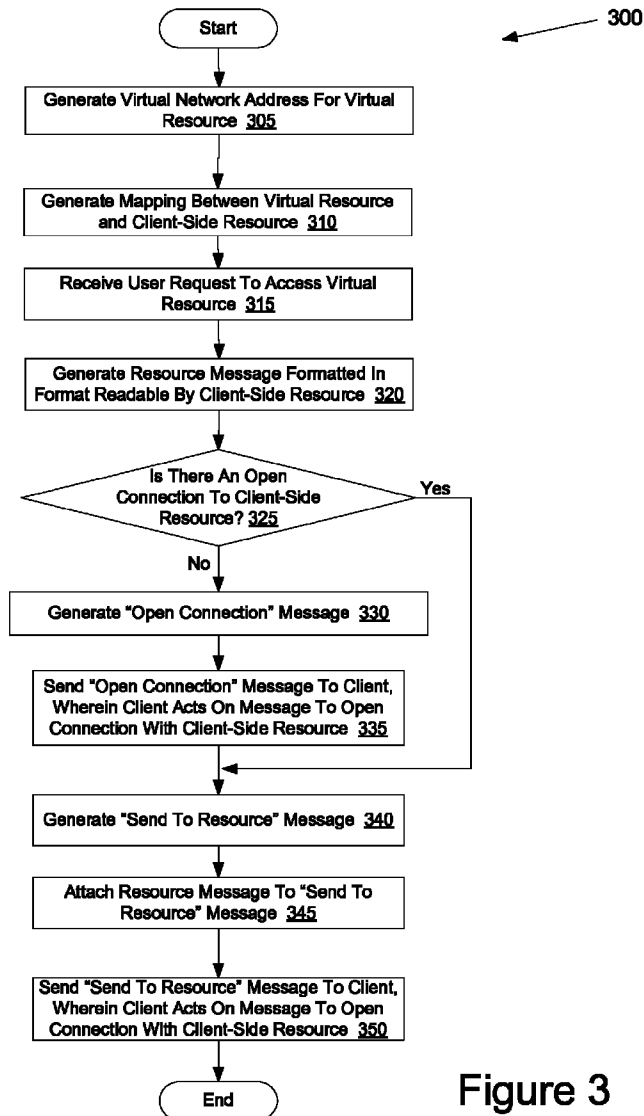 300
Start
Generate Virtual Network Address For Virtual
Resource 305
Generate Mapping Between Virtual Resource
and Client-Side Resource 310
Receive User Request To Access Virtual
Resource 315
Generate Resource Message Formatted In
Format Readable By Client-Side Resource 320
Is There An Open
Connection To Client-Side
Resource? 325
Yes
No
Generate “Open Connection” Message 330
Send “Open Connection” Message To Client,
Wherein Client Acts On Message To Open
Connection With Client-Side Resource 335
Generate “Send To Resource” Message 340
Attach Resource Message To “Send To
Resource” Message 345
Send “Send To Resource” Message To Client,
Wherein Client Acts On Message To Open
Connection With Client-Side Resource 350
End
Figure 3